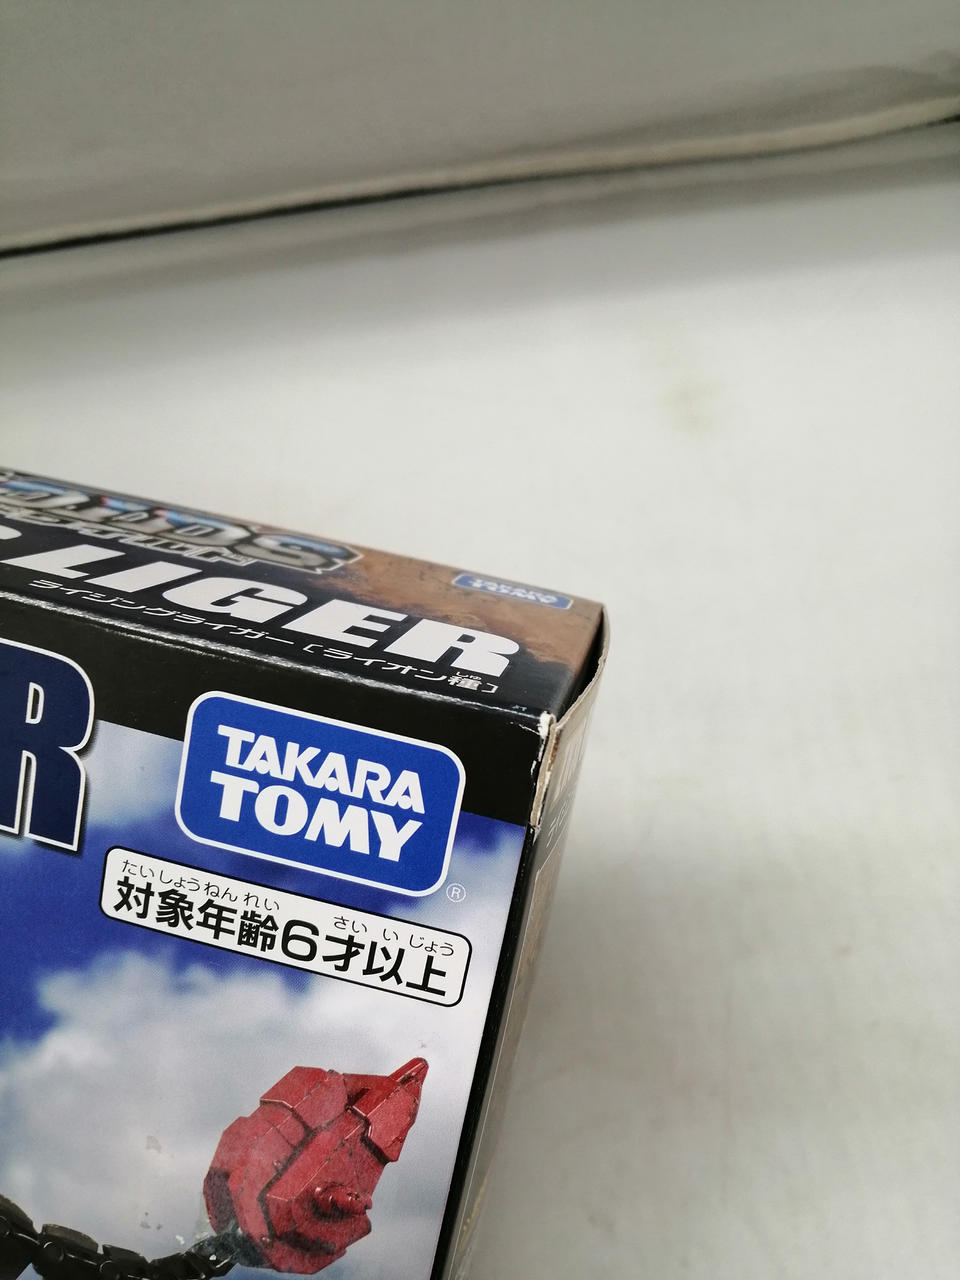 TAKARA
TOMY
LIGER
ライジングライガー [ライオン種]
しゅ
R
TAKARA
TOMY
®
たいしょうねんれい さい い じょう
対象年齢6才以上